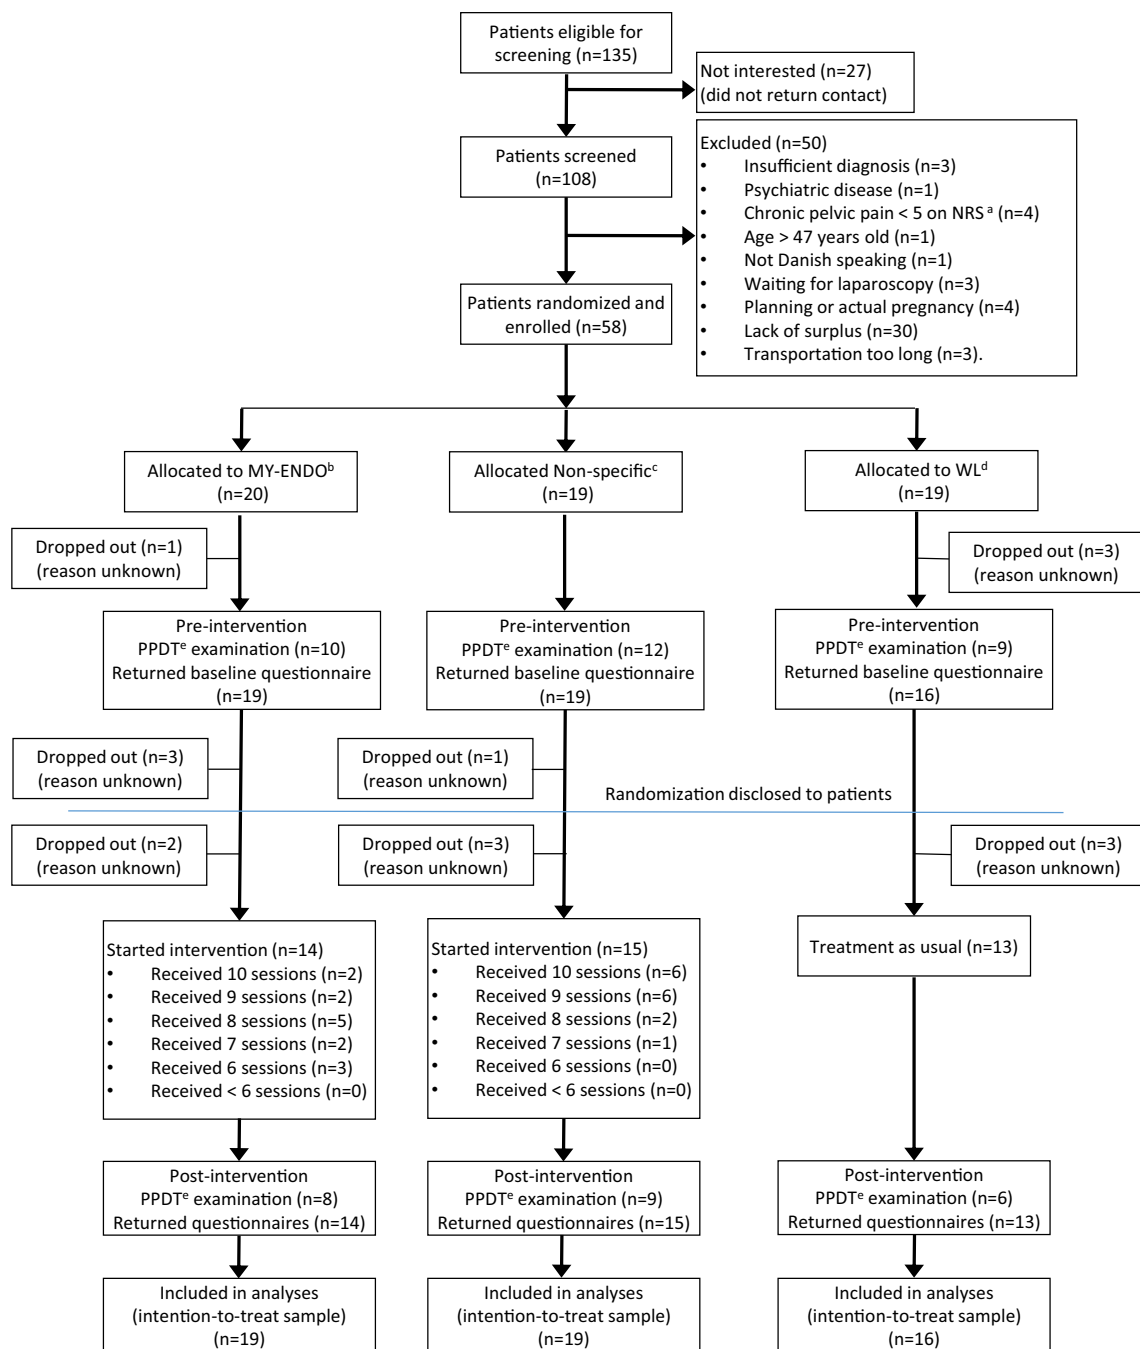 Patients eligible for
screening (n=135)
Not interested (n=27)
(did not return contact)
Patients screened
(n=108)
Excluded (n=50)
• Insufficient diagnosis (n=3)
• Psychiatric disease (n=1)
• Chronic pelvic pain < 5 on NRS a (n=4)
• Age > 47 years old (n=1)
• Not Danish speaking (n=1)
• Waiting for laparoscopy (n=3)
• Planning or actual pregnancy (n=4)
• Lack of surplus (n=30)
• Transportation too long (n=3).
Patients randomized and
enrolled (n=58)
Allocated to MY-ENDOb
(n=20)
Allocated Non-specificc
(n=19)
Allocated to WLd
(n=19)
Dropped out (n=1)
(reason unknown)
Dropped out (n=3)
(reason unknown)
Pre-intervention
PPDTe examination (n=10)
Returned baseline questionnaire
(n=19)
Pre-intervention
PPDTe examination (n=12)
Returned baseline questionnaire
(n=19)
Pre-intervention
PPDTe examination (n=9)
Returned baseline questionnaire
(n=16)
Dropped out (n=3)
(reason unknown)
Dropped out (n=1)
(reason unknown)
Randomization disclosed to patients
Dropped out (n=2)
(reason unknown)
Dropped out (n=3)
(reason unknown)
Dropped out (n=3)
(reason unknown)
Started intervention (n=14)
• Received 10 sessions (n=2)
• Received 9 sessions (n=2)
• Received 8 sessions (n=5)
• Received 7 sessions (n=2)
• Received 6 sessions (n=3)
• Received < 6 sessions (n=0)
Started intervention (n=15)
• Received 10 sessions (n=6)
• Received 9 sessions (n=6)
• Received 8 sessions (n=2)
• Received 7 sessions (n=1)
• Received 6 sessions (n=0)
• Received < 6 sessions (n=0)
Treatment as usual (n=13)
Post-intervention
PPDTe examination (n=8)
Returned questionnaires (n=14)
Post-intervention
PPDTe examination (n=9)
Returned questionnaires (n=15)
Post-intervention
PPDTe examination (n=6)
Returned questionnaires (n=13)
Included in analyses
(intention-to-treat sample)
(n=19)
Included in analyses
(intention-to-treat sample)
(n=19)
Included in analyses
(intention-to-treat sample)
(n=16)